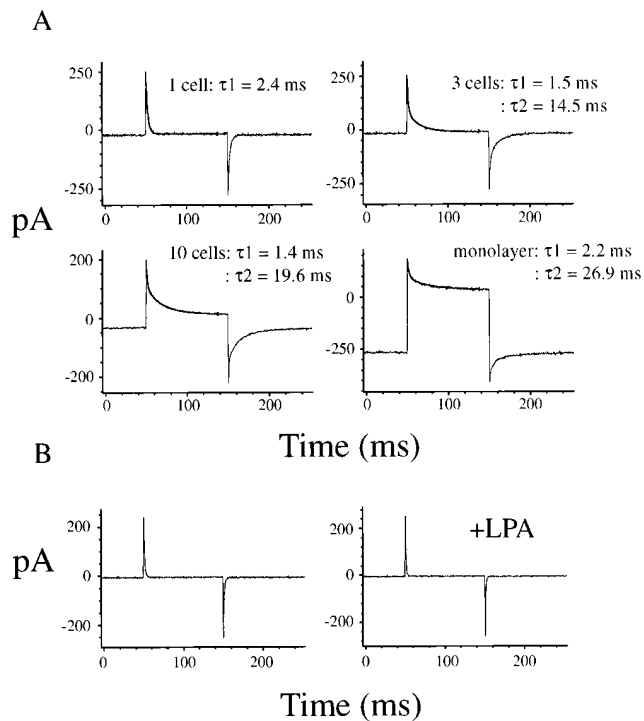 A
1 cell: τ1 = 2.4 ms
250
0
-250
0
100
200
3 cells: τ1 = 1.5 ms
: τ2 = 14.5 ms
250
0
-250
0
100
200
pA
10 cells: τ1 = 1.4 ms
: τ2 = 19.6 ms
200
0
-200
0
100
200
monolayer: τ1 = 2.2 ms
: τ2 = 26.9 ms
0
-250
0
100
200
Time (ms)
B
pA
200
0
-200
0
200
+LPA
200
0
-200
0
200
Time (ms)